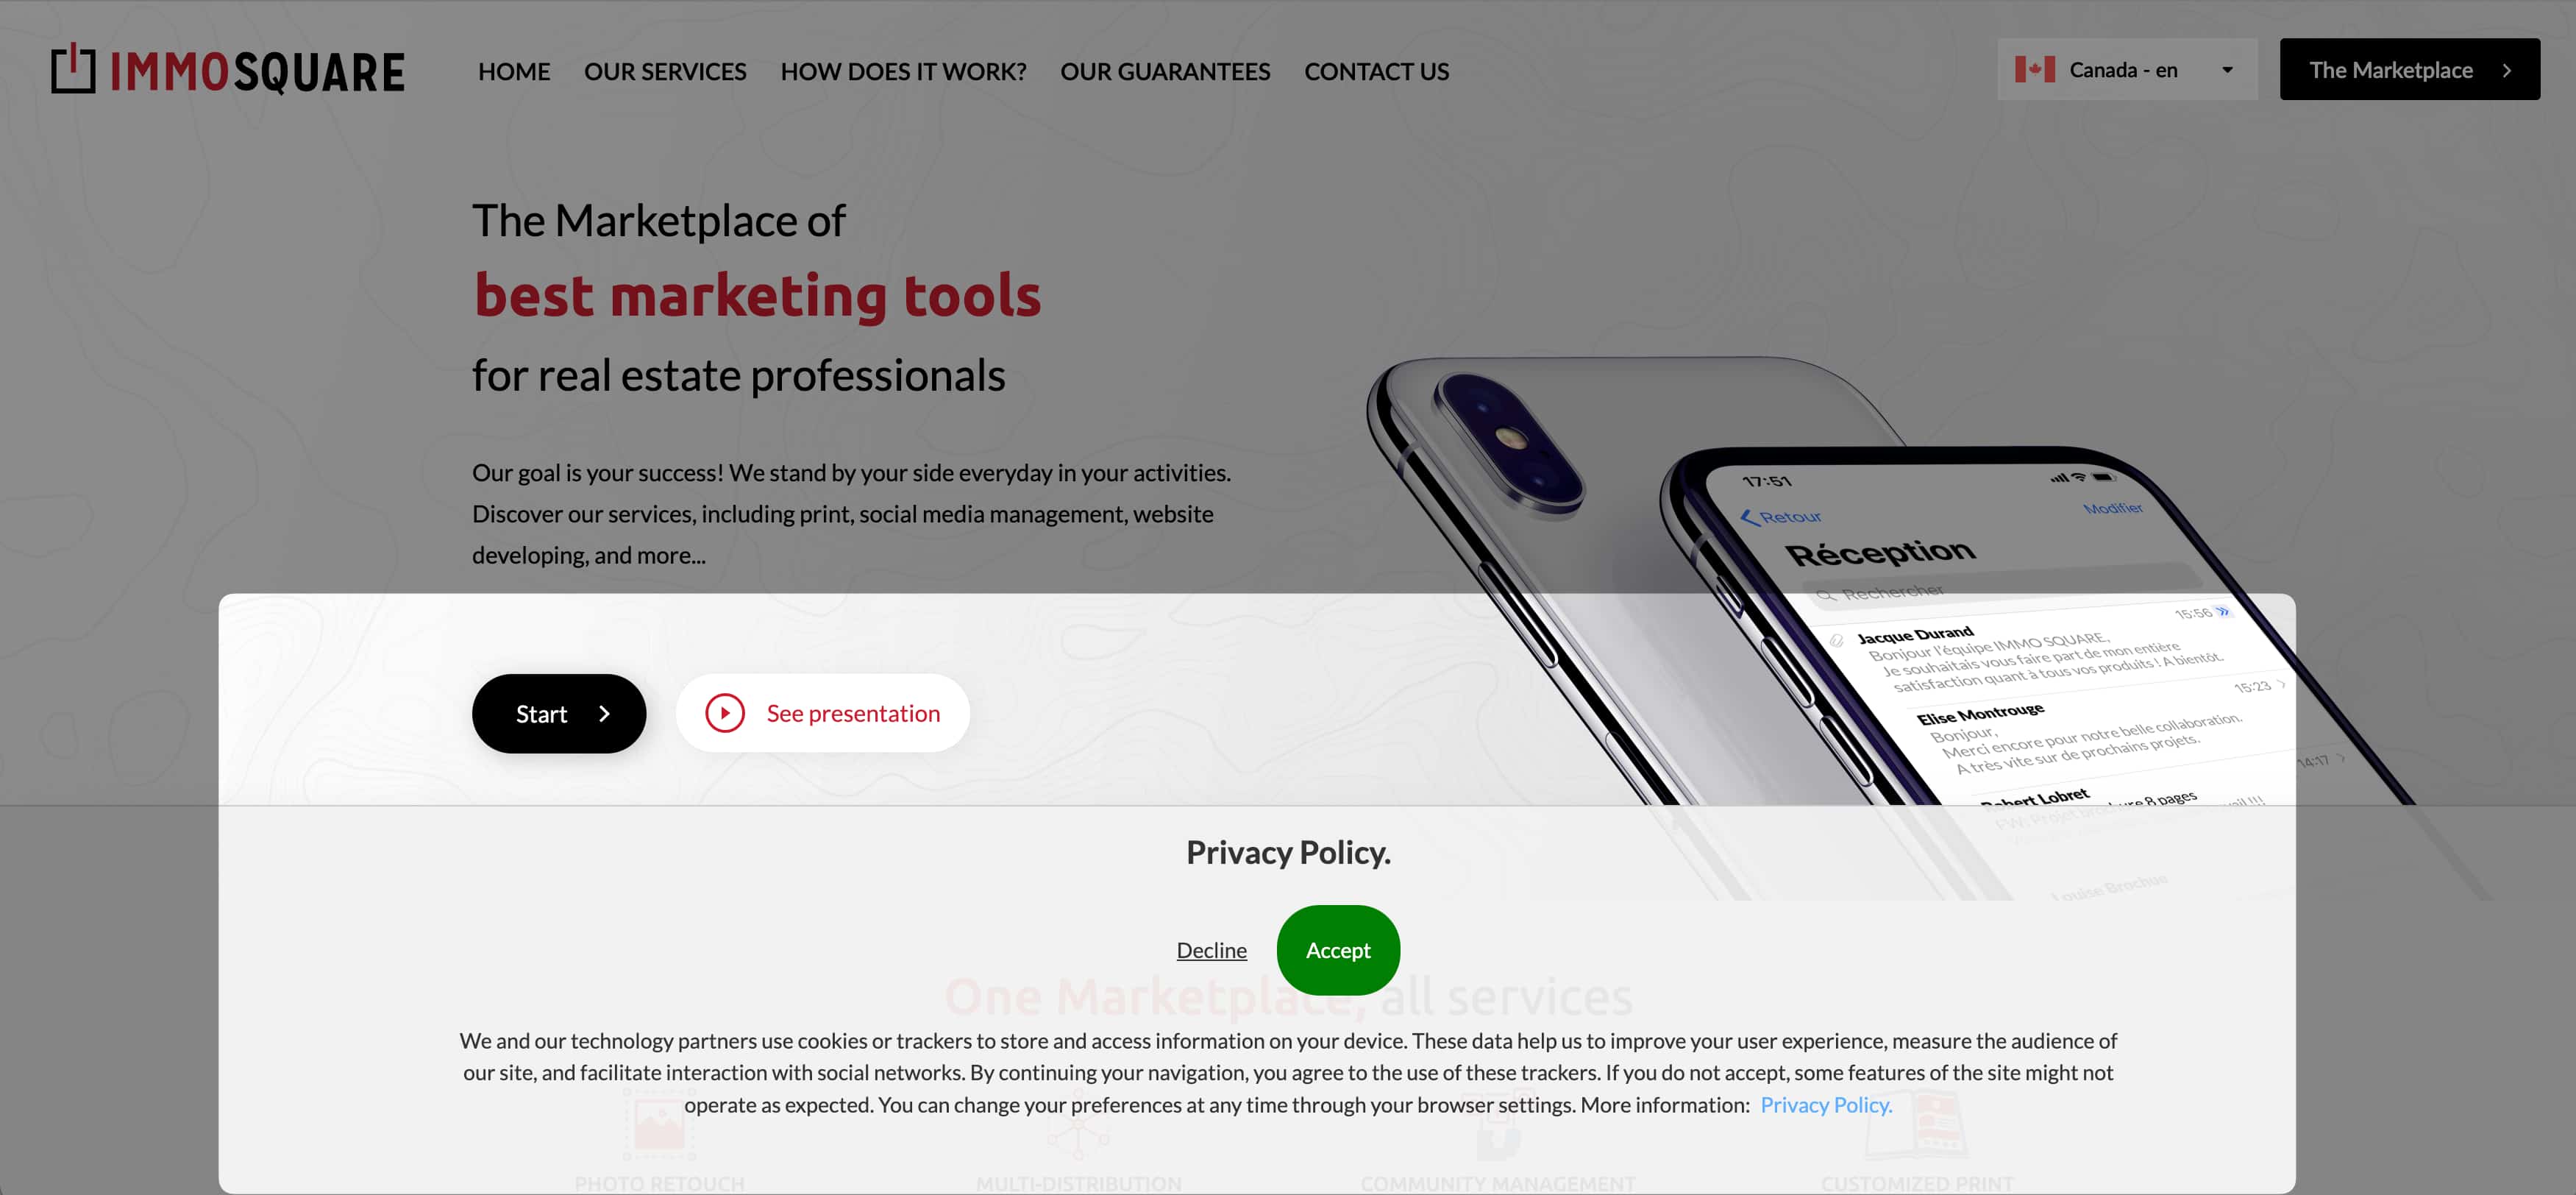 IMMOSQUARE
HOME
OUR SERVICES
HOW DOES IT WORK?
OUR GUARANTEES
CONTACT US
Canada - en
The Marketplace
The Marketplace of
best marketing tools
for real estate professionals
Our goal is your success! We stand by your side everyday in your activities.
Discover our services, including print, social media management, website
developing, and more...
Start
See presentation
17:51
Retour
Modifier
Réception
Rechercher
Jacque Durand
15:56
Bonjour l'équipe IMMO SQUARE,
Je souhaitais vous faire part de mon entière
satisfaction quant à tous vos produits ! A bientôt.
Elise Montrouge
15:23
Bonjour,
Merci encore pour notre belle collaboration.
A très vite sur de prochains projets.
Robert Lobret
14:17
8 pages
Louise Brochue
Privacy Policy.
Decline
Accept
One Marketplace, all services
We and our technology partners use cookies or trackers to store and access information on your device. These data help us to improve your user experience, measure the audience of
our site, and facilitate interaction with social networks. By continuing your navigation, you agree to the use of these trackers. If you do not accept, some features of the site might not
operate as expected. You can change your preferences at any time through your browser settings. More information: Privacy Policy.
PHOTO RETOUCH
MULTI-DISTRIBUTION
COMMUNITY MANAGEMENT
CUSTOMIZED PRINT